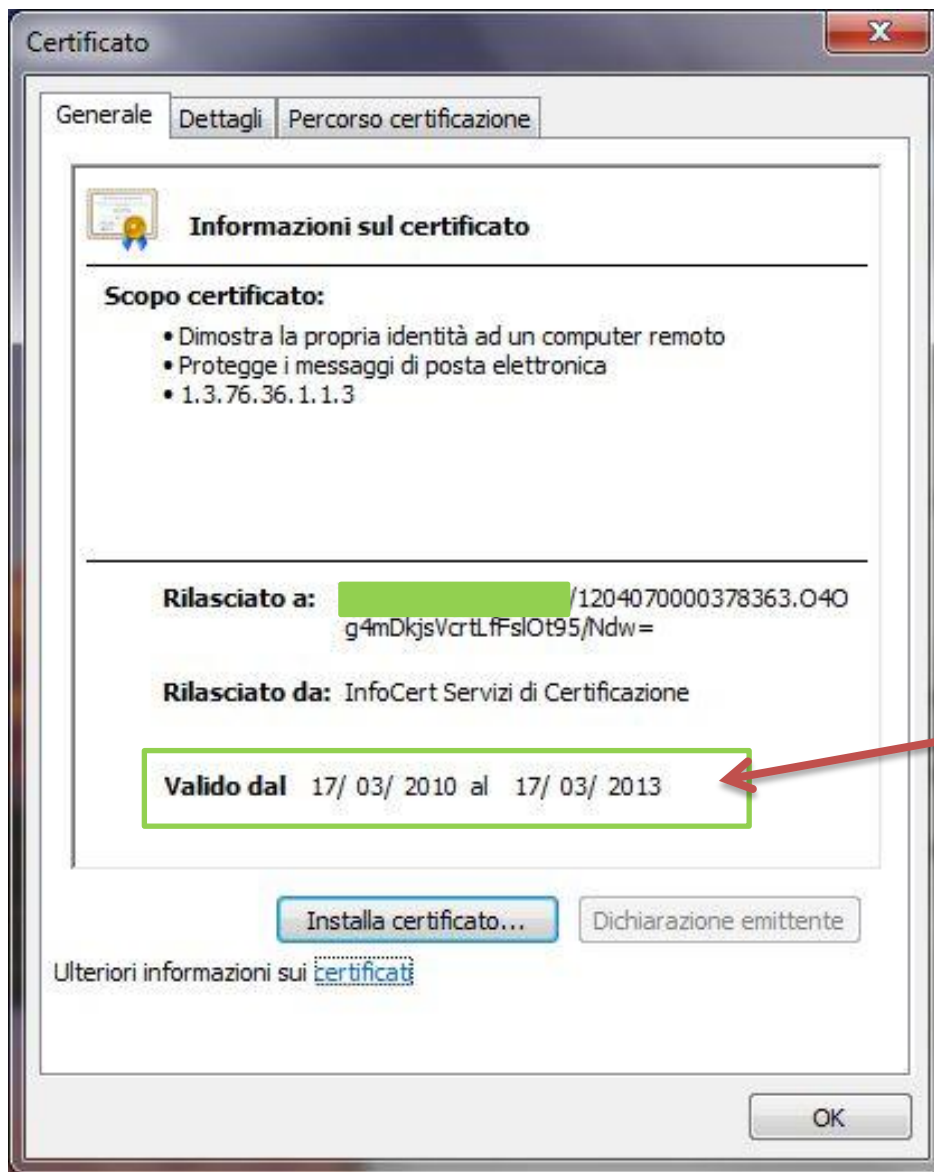 Certificato
Generale Dettagli Percorso certificazione
Informazioni sul certificato
Scopo certificato:
• Dimostra la propria identità ad un computer remoto
• Protegge i messaggi di posta elettronica
• 1.3.76.36.1.1.3
Rilasciato a: /1204070000378363.O4O
g4mDkjsVcrtLfFslOt95/Ndw=
Rilasciato da: InfoCert Servizi di Certificazione
Valido dal 17/ 03/ 2010 al 17/ 03/ 2013
Installa certificato... Dichiarazione emittente
Ulteriori informazioni sui certificati
OK